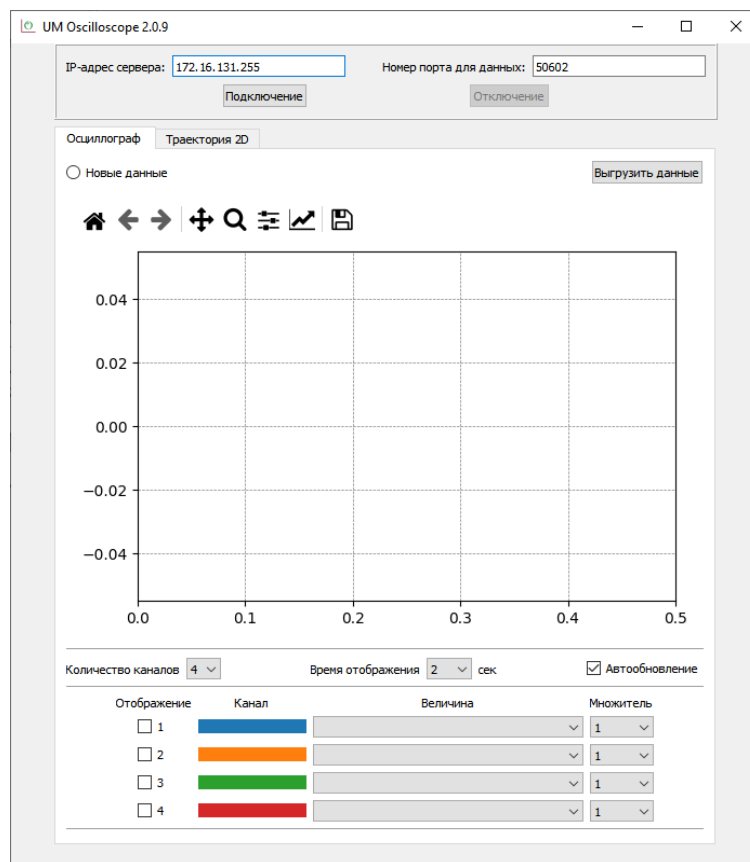 UM Oscilloscope 2.0.9
IP-адрес сервера: 172.16.131.255 Номер порта для данных: 50602
Подключение Отключение
Осциллограф Траектория 2D
Новые данные Выгрузить данные
0.04
0.02
0.00
−0.02
−0.04
0.0 0.1 0.2 0.3 0.4 0.5
Количество каналов 4 Время отображения 2 сек Автообновление
Отображение Канал Величина Множитель
1 1
2 1
3 1
4 1